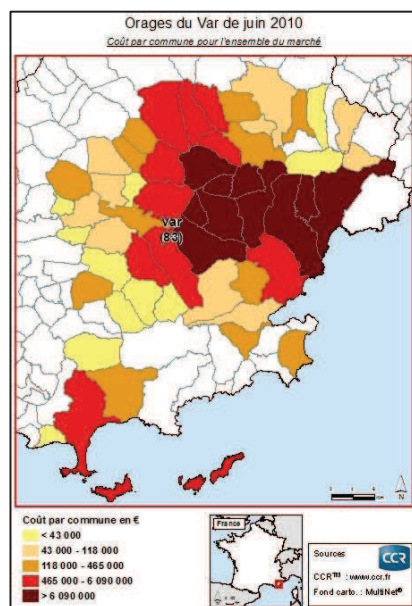 Orages du Var de juin 2010
Coût par commune pour l'ensemble du marché
Var
(83)
Coût par commune en €
< 43 000
43 000 - 118 000
118 000 - 465 000
465 000 - 6 090 000
> 6 090 000
France
N
Sources
CCR
CCR™ : www.ccr.fr
Fond carto. : MultiNet®